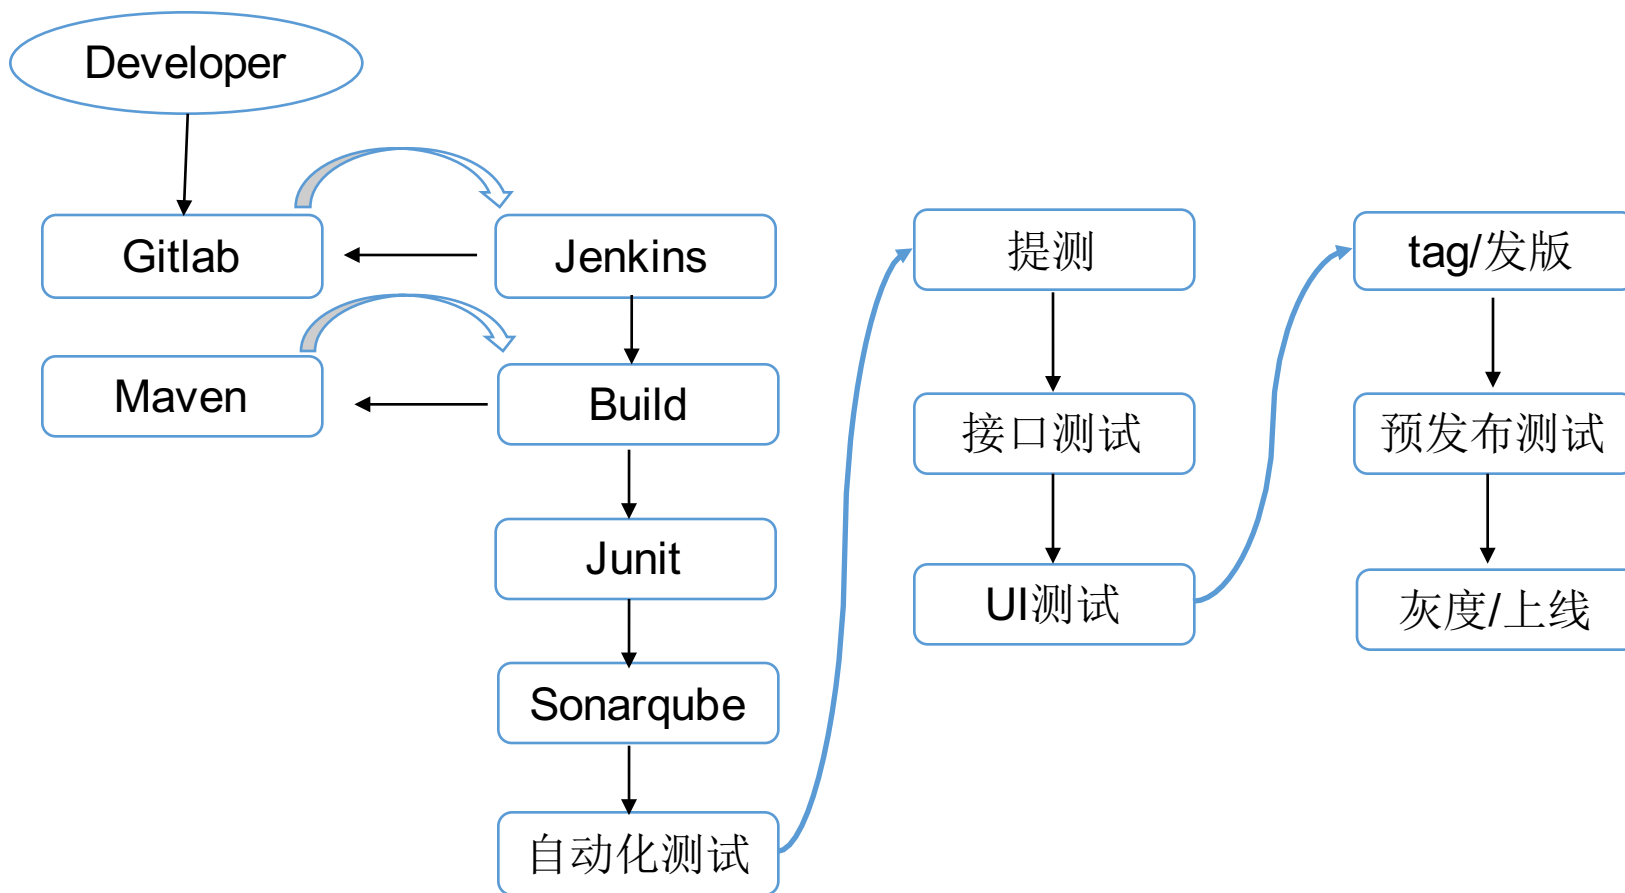 Developer
Gitlab
Jenkins
Maven
Build
Junit
Sonarqube
自动化测试
提测
接口测试
UI测试
tag/发版
预发布测试
灰度/上线